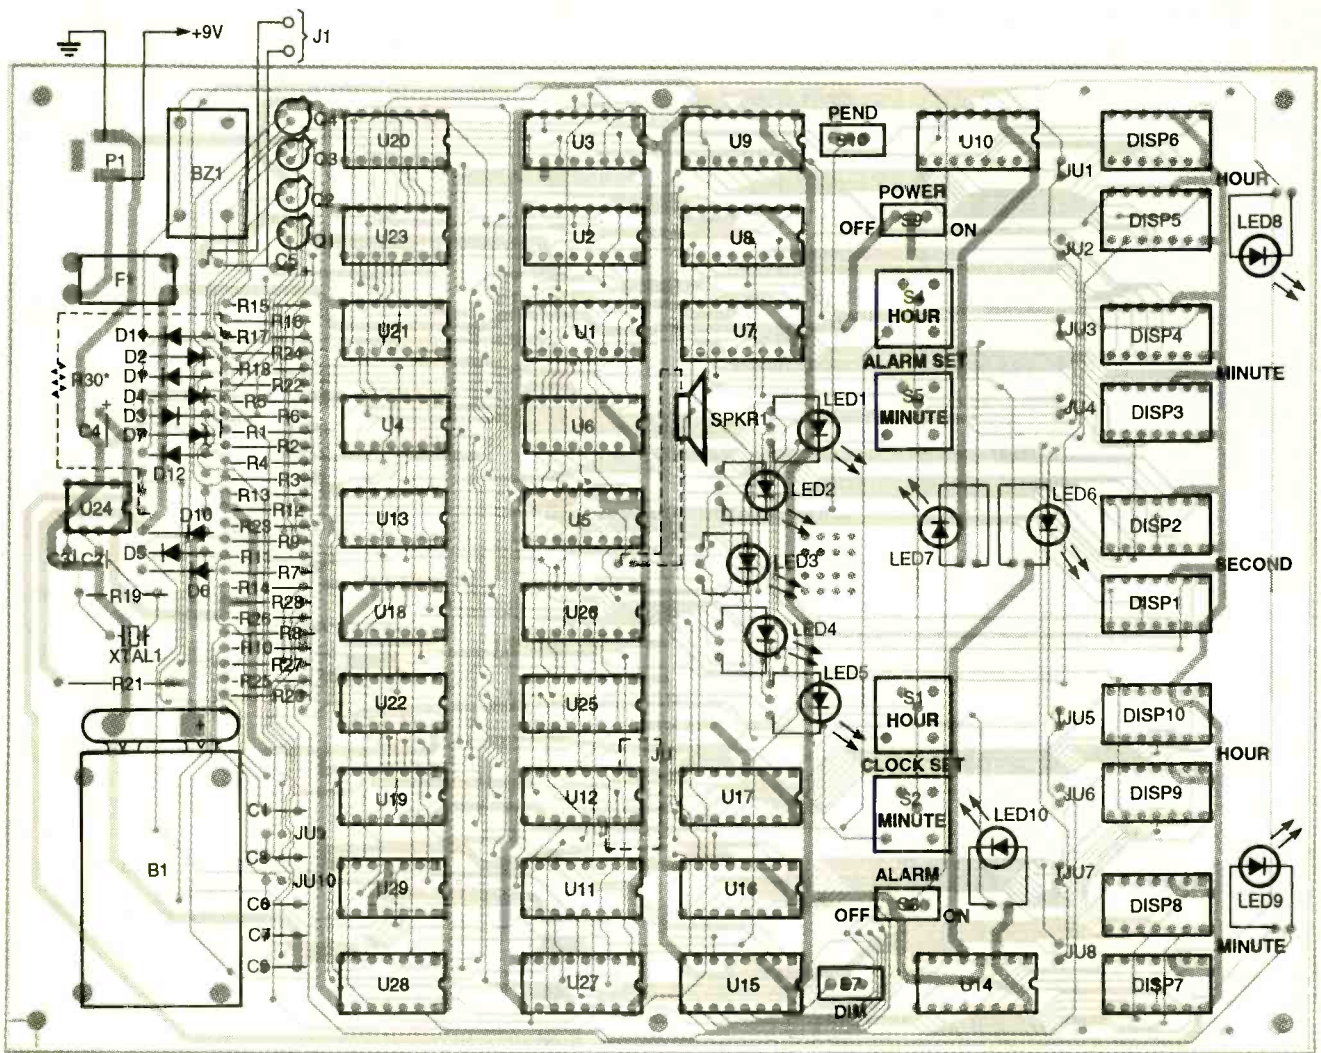 +9V
J1
P1
BZ1
Q4
Q3
Q2
Q1
C5
+
F1
U20
U3
U9
PEND
U10
JU1
DISP6
HOUR
U23
U2
U8
POWER
OFF
S9
ON
JU2
DISP5
LED8
U21
U1
U7
S4
HOUR
ALARM SET
S5
MINUTE
JU3
DISP4
MINUTE
JU4
DISP3
R15
R16
R17
R24
R18
R22
R5
R6
R1
R2
R4
R3
R13
R12
R23
R9
R11
R7
R14
R28
R26
R8
R10
R27
R25
D2
D4
D3
D7
D12
R30*
+
U24
D10
D5
D6
R19
XTAL1
R21
+
B1
U4
U6
SPKR1
LED1
LED2
LED3
LED4
LED5
U13
U5
LED7
LED6
DISP2
SECOND
DISP1
U18
U26
U22
U25
S1
HOUR
CLOCK SET
S2
MINUTE
JU5
DISP10
HOUR
JU6
DISP9
C1
JU9
C8
JU10
C6
C7
C9
U19
U12
JU
U17
LED10
U29
U11
U16
ALARM
OFF
ON
JU7
DISP8
LED9
MINUTE
U28
U27
U15
S7
DIM
U14
JU8
DISP7